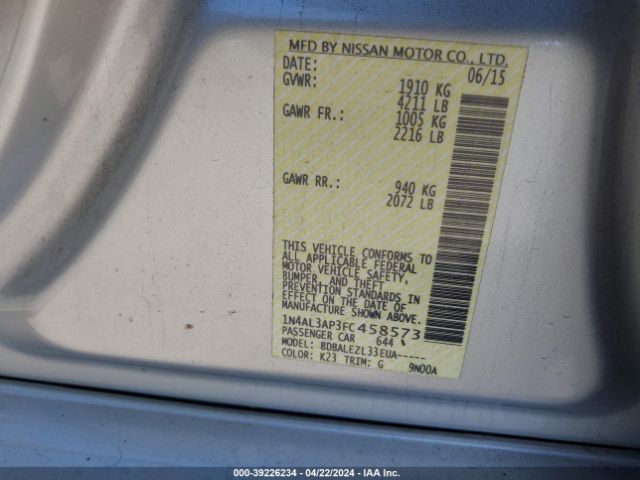 MFD BY NISSAN MOTOR CO., LTD.
DATE: 06/15
GVWR: 1910 KG
4211 LB
GAWR FR.: 1005 KG
2216 LB
GAWR RR.: 940 KG
2072 LB
THIS VEHICLE CONFORMS TO
ALL APPLICABLE FEDERAL
MOTOR VEHICLE SAFETY,
BUMPER, AND THEFT
PREVENTION STANDARDS IN
EFFECT ON THE DATE OF
MANUFACTURE SHOWN ABOVE.
1N4AL3AP3FC458573
PASSENGER CAR 644
MODEL: BDBALEZL33EUA-----
COLOR: K23 TRIM: G 9N00A
000-39226234 - 04/22/2024 - IAA Inc.